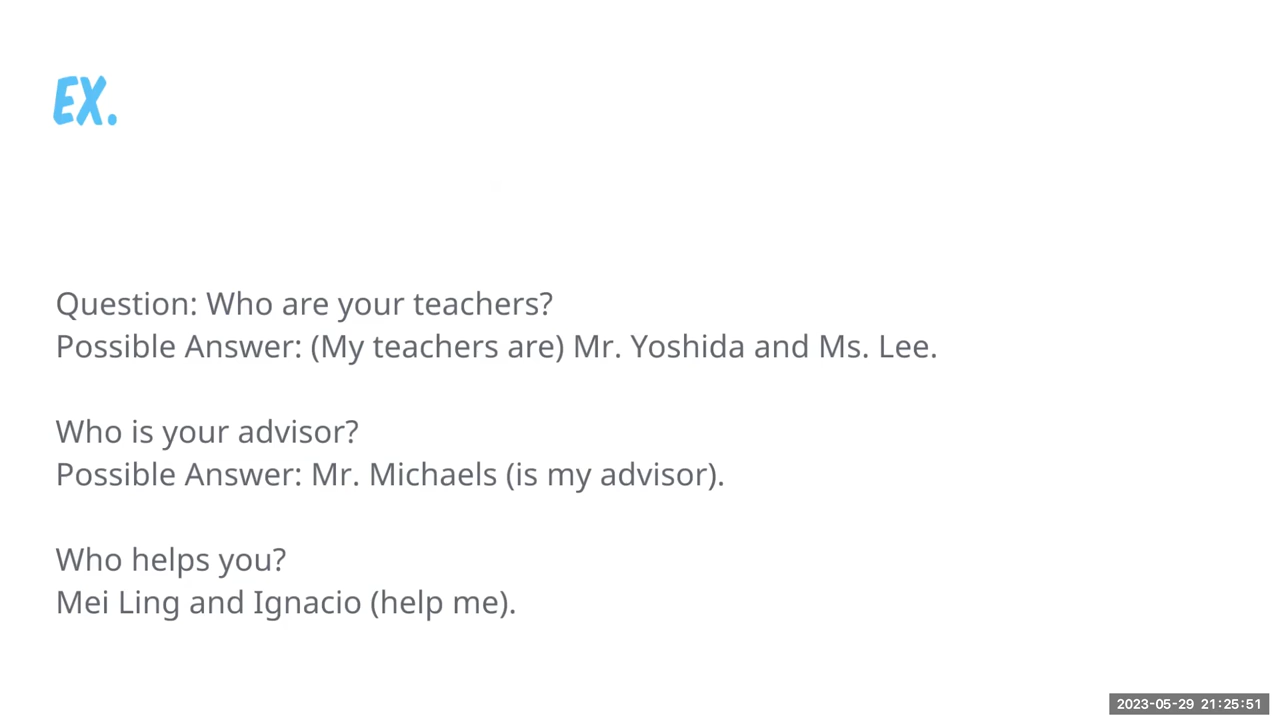 EX.
Question: Who are your teachers?
Possible Answer: (My teachers are) Mr. Yoshida and Ms. Lee.
Who is your advisor?
Possible Answer: Mr. Michaels (is my advisor).
Who helps you?
Mei Ling and Ignacio (help me).
2023-05-29 21:25:51